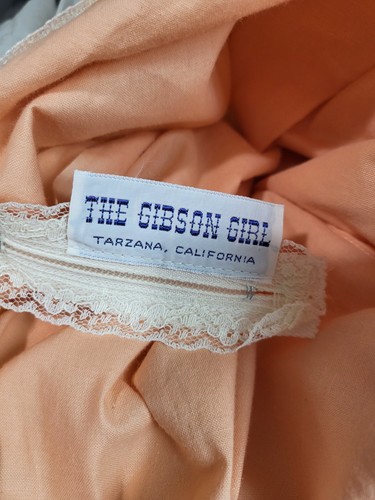 THE GIBSON GIRL
TARZANA, CALIFORNIA